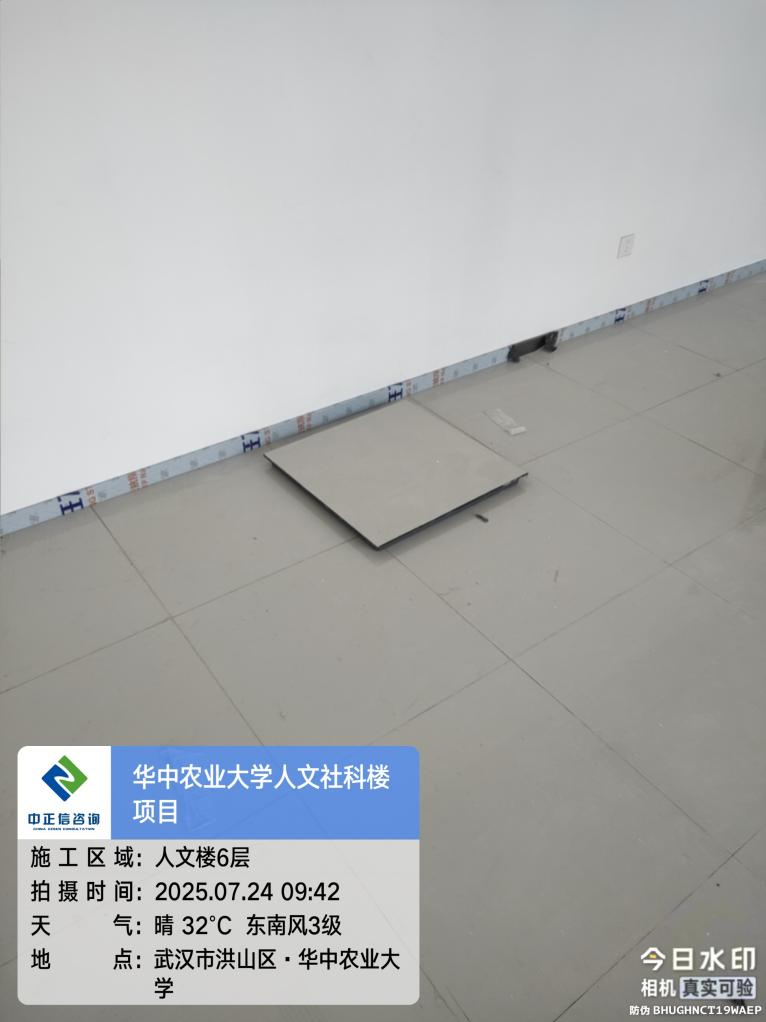 华中农业大学人文社科楼
项目
中正信咨询
施工区域：人文楼6层
拍摄时间：2025.07.24 09:42
天气：晴 32℃ 东南风3级
地点：武汉市洪山区·华中农业大
学
今日水印
相机 真实可验
防伪 BHUGHNCT19WAEP